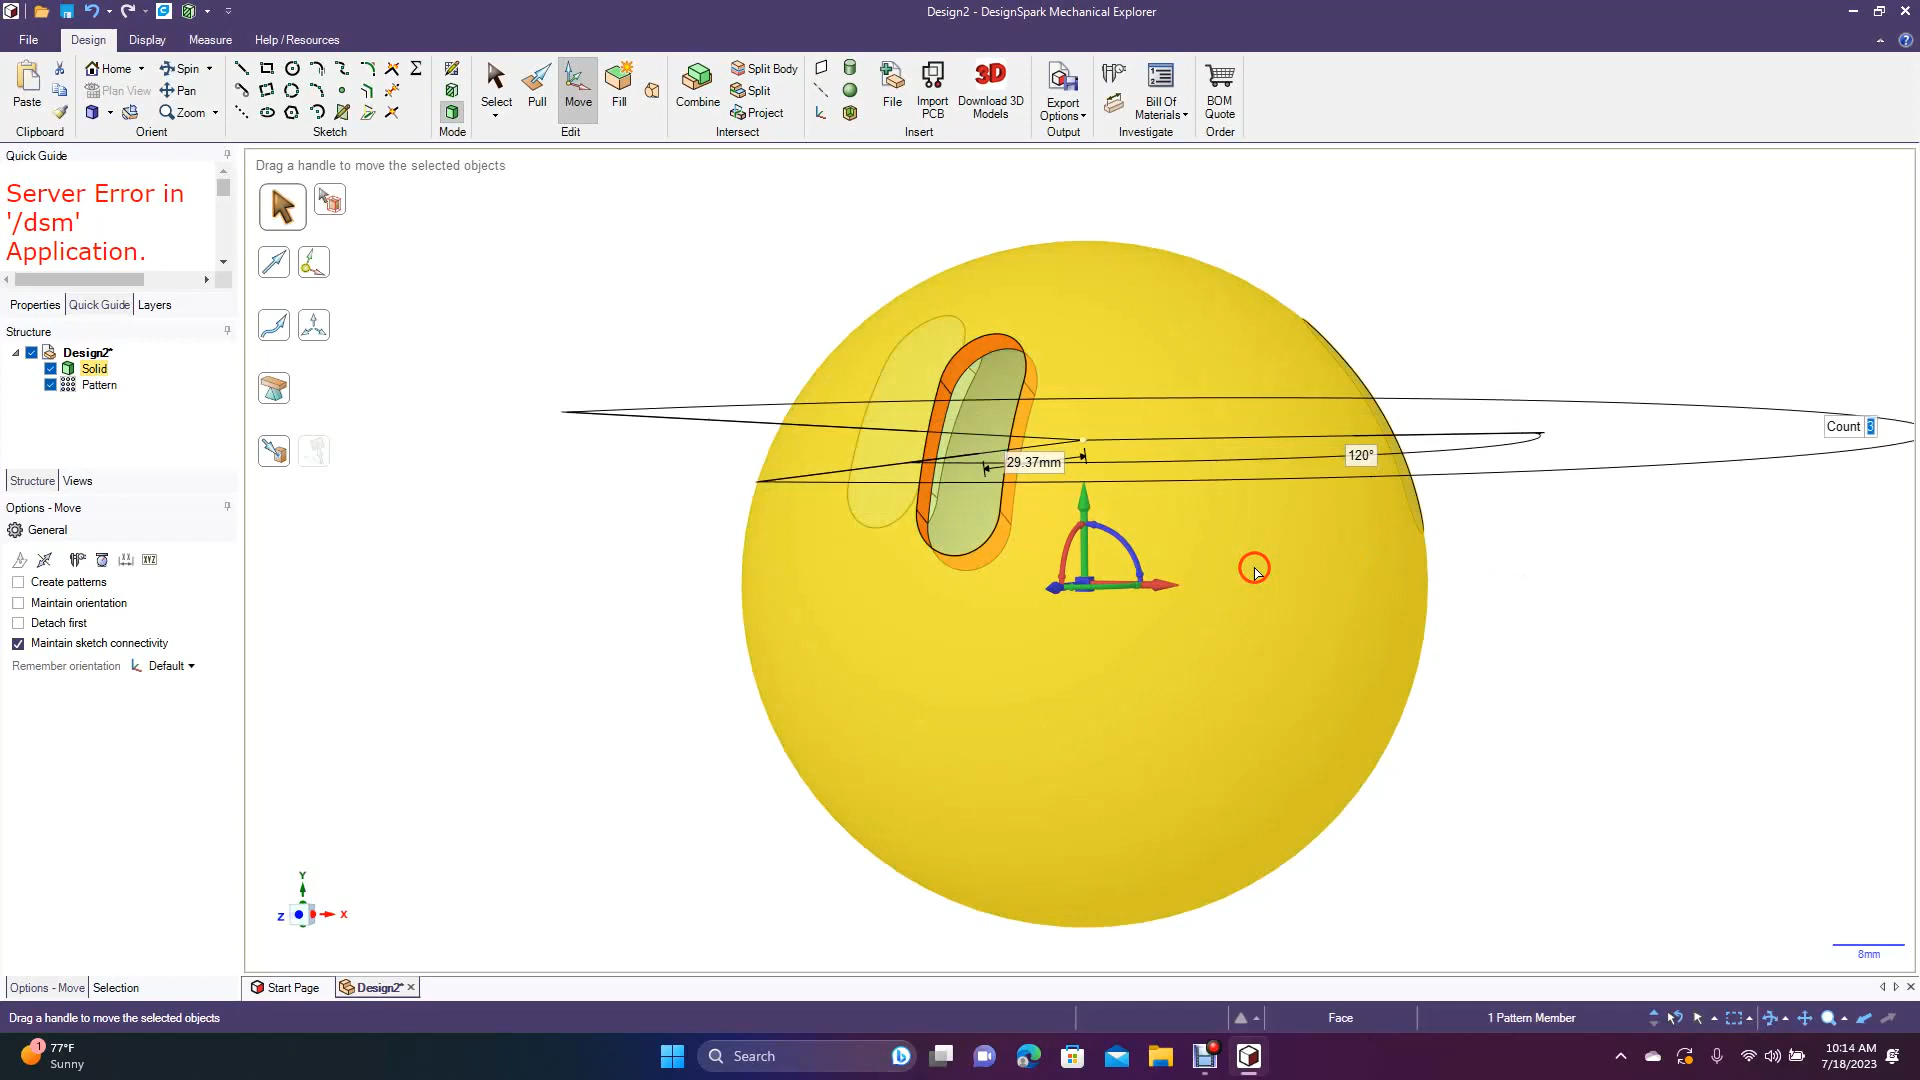 Design2 - DesignSpark Mechanical Explorer
File
Design
Display
Measure
Help / Resources
Paste
Clipboard
Home
Spin
Plan View
Pan
Zoom
Orient
Sketch
Mode
Select
Pull
Move
Fill
Edit
Combine
Split Body
Split
Project
Intersect
File
Import
PCB
Download 3D
Models
3D
Insert
Export
Options
Output
Bill Of
Materials
Investigate
BOM
Quote
Order
Quick Guide
Server Error in
'/dsm'
Application.
Properties
Quick Guide
Layers
Structure
Design2*
Solid
Pattern
Structure
Views
Options - Move
General
XYZ
Create patterns
Maintain orientation
Detach first
Maintain sketch connectivity
Remember orientation
Default
Options - Move
Selection
Drag a handle to move the selected objects
Count 3
120°
29.37mm
Y
Z
X
8mm
Start Page
Design2*
Drag a handle to move the selected objects
Face
1 Pattern Member
1
77°F
Sunny
Search
10:14 AM
7/18/2023